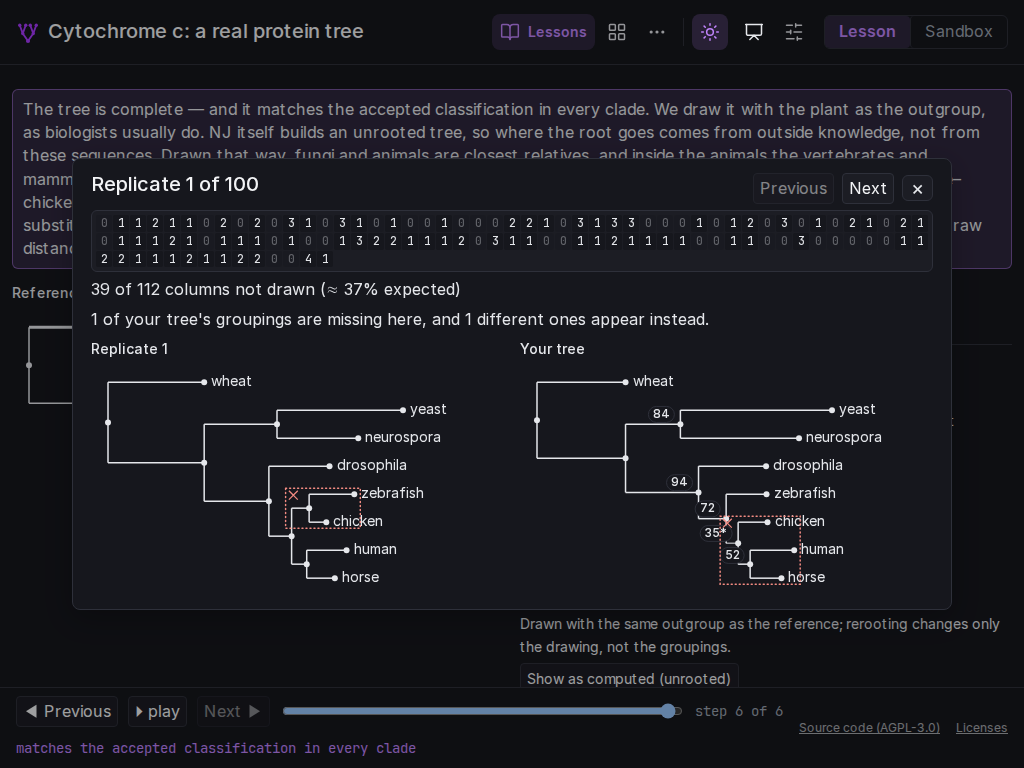 Cytochrome c: a real protein tree
Lessons
Lesson
Sandbox
The tree is complete — and it matches the accepted classification in every clade. We draw it with the plant as the outgroup,
as biologists usually do. NJ itself builds an unrooted tree, so where the root goes comes from outside knowledge, not from
these sequences. Drawn that way, fungi and animals are closest relatives, and inside the animals the vertebrates and
Replicate 1 of 100
Previous
Next
×
0 1 1 2 1 1 0 2 0 2 0 3 1 0 3 1 0 1 0 0 1 0 0 0 2 2 1 0 3 1 3 3 0 0 0 1 0 1 2 0 3 0 1 0 2 1 0 2 1
0 1 1 1 2 1 0 1 1 1 0 1 0 0 1 3 2 2 1 1 1 2 0 3 1 1 0 0 1 1 2 1 1 1 1 0 0 1 1 0 0 3 0 0 0 0 0 1 1
2 2 1 1 1 2 1 1 2 2 0 0 4 1
39 of 112 columns not drawn (≈ 37% expected)
1 of your tree's groupings are missing here, and 1 different ones appear instead.
Replicate 1
wheat
yeast
neurospora
drosophila
zebrafish
chicken
human
horse
Your tree
wheat
84
yeast
neurospora
drosophila
94
zebrafish
72
chicken
35*
human
52
horse
Drawn with the same outgroup as the reference; rerooting changes only
the drawing, not the groupings.
Show as computed (unrooted)
Previous
play
Next
step 6 of 6
Source code (AGPL-3.0)
Licenses
matches the accepted classification in every clade